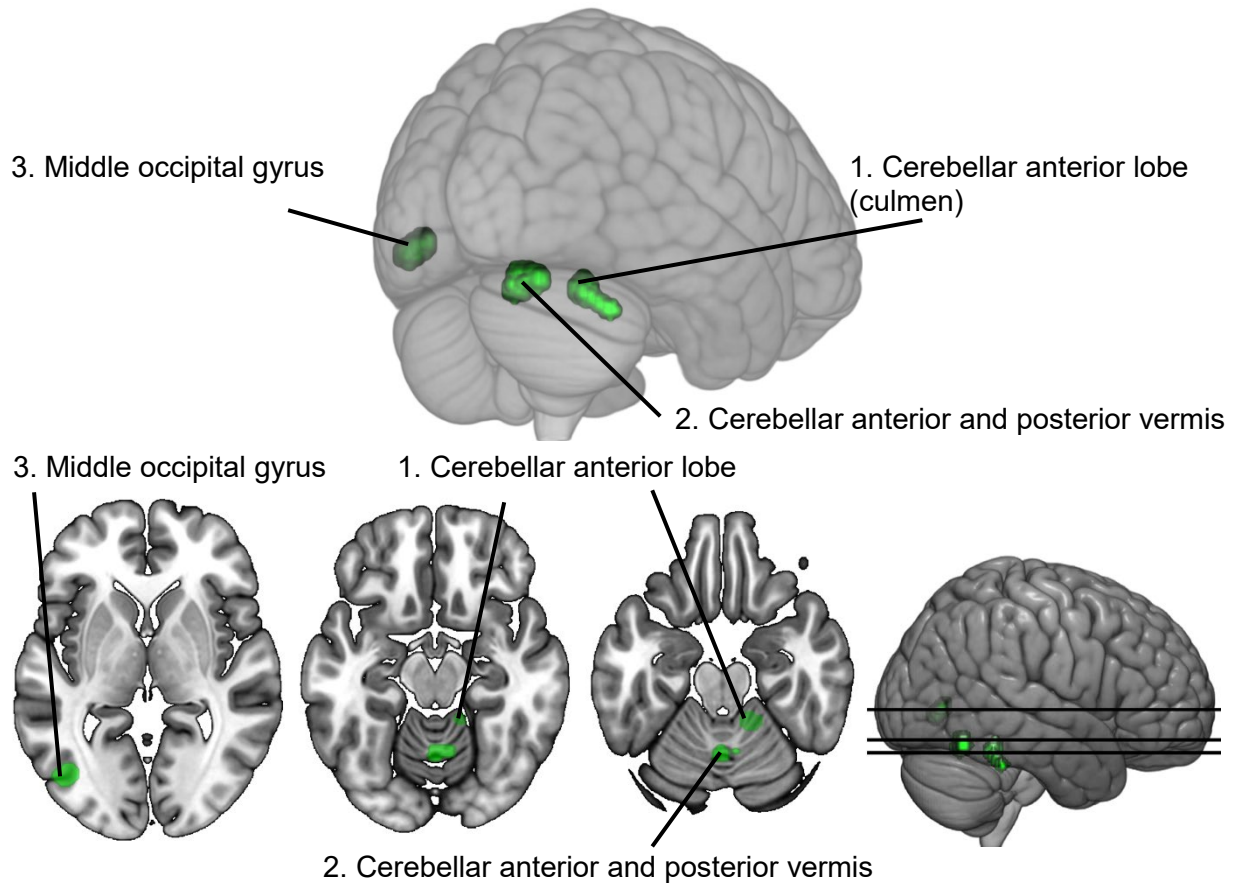 3. Middle occipital gyrus
1. Cerebellar anterior lobe
(culmen)
2. Cerebellar anterior and posterior vermis
3. Middle occipital gyrus
1. Cerebellar anterior lobe
2. Cerebellar anterior and posterior vermis